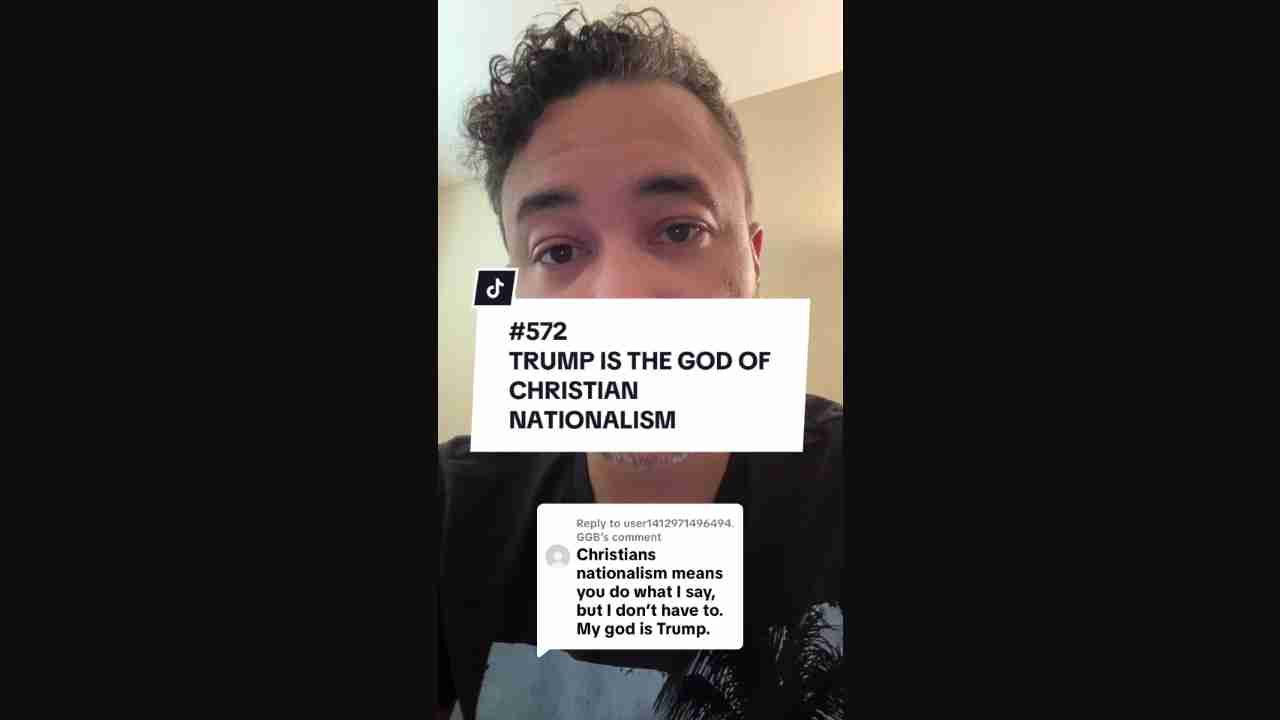 #572
TRUMP IS THE GOD OF
CHRISTIAN
NATIONALISM
Reply to user1412971496494.
GGB's comment
Christians
nationalism means
you do what I say,
but I don't have to.
My god is Trump.